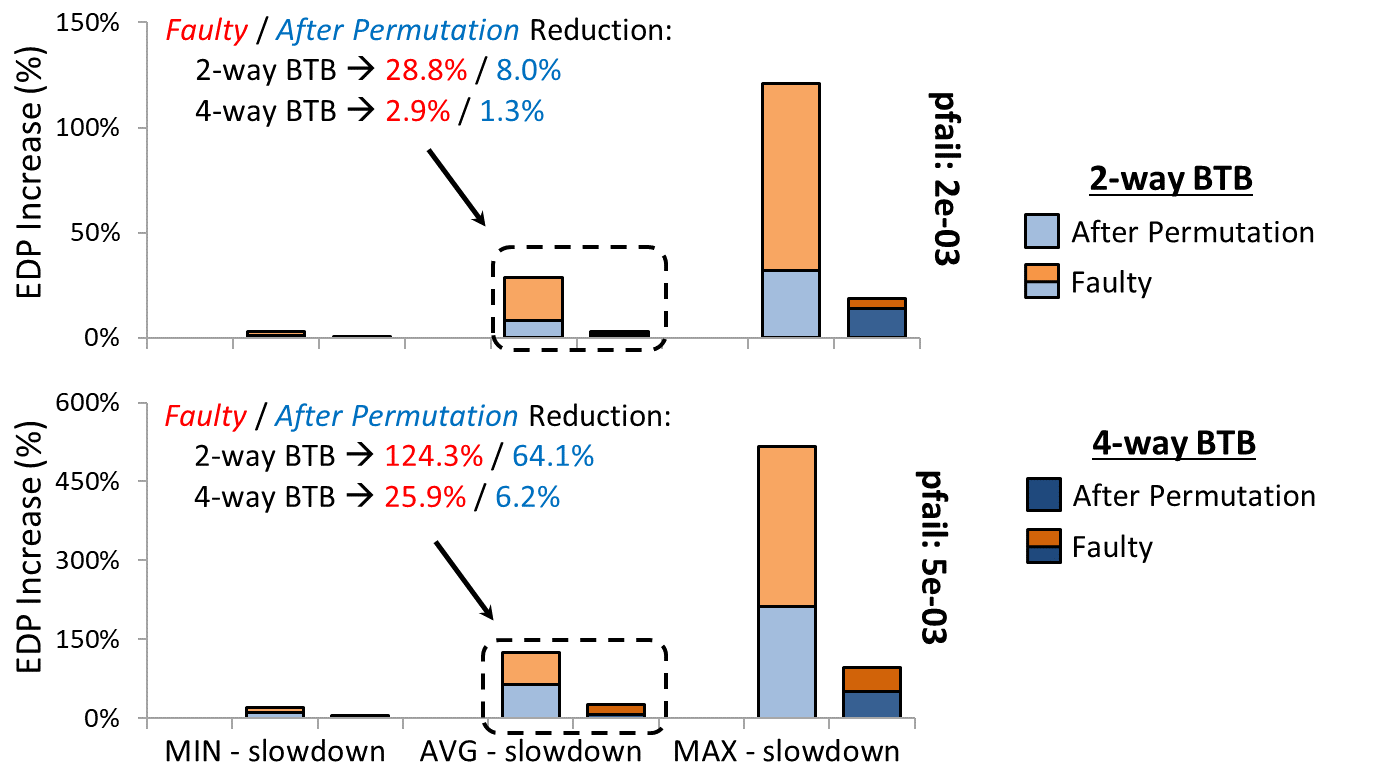 150%
100%
50%
0%
EDP Increase (%)
Faulty / After Permutation Reduction:
2-way BTB → 28.8% / 8.0%
4-way BTB → 2.9% / 1.3%
pfail: 2e-03
2-way BTB
After Permutation
Faulty
600%
450%
300%
150%
0%
EDP Increase (%)
Faulty / After Permutation Reduction:
2-way BTB → 124.3% / 64.1%
4-way BTB → 25.9% / 6.2%
pfail: 5e-03
4-way BTB
After Permutation
Faulty
MIN - slowdown
AVG - slowdown
MAX - slowdown